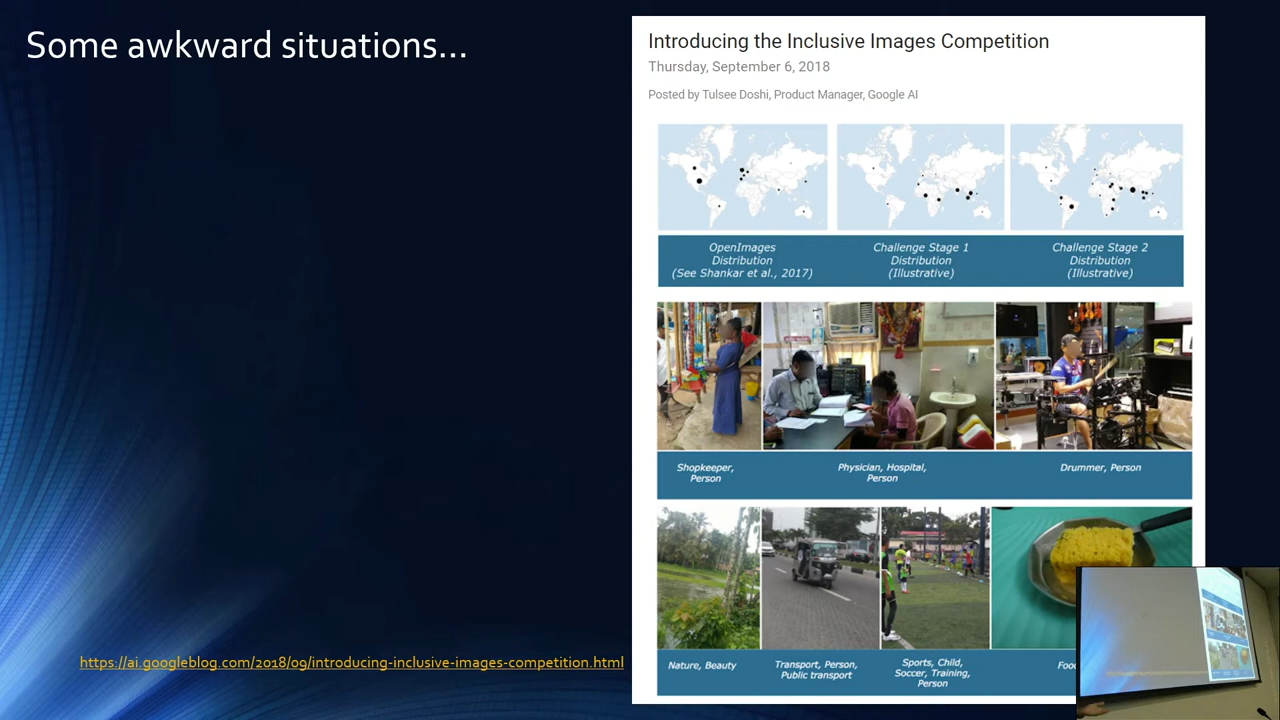 Some awkward situations...
Introducing the Inclusive Images Competition
Thursday, September 6, 2018
Posted by Tulsee Doshi, Product Manager, Google AI
OpenImages
Distribution
(See Shankar et al., 2017)
Challenge Stage 1
Distribution
(Illustrative)
Challenge Stage 2
Distribution
(Illustrative)
Shopkeeper,
Person
Physician, Hospital,
Person
Drummer, Person
Nature, Beauty
Transport, Person,
Public transport
Sports, Child,
Soccer, Training,
Person
https://ai.googleblog.com/2018/09/introducing-inclusive-images-competition.html